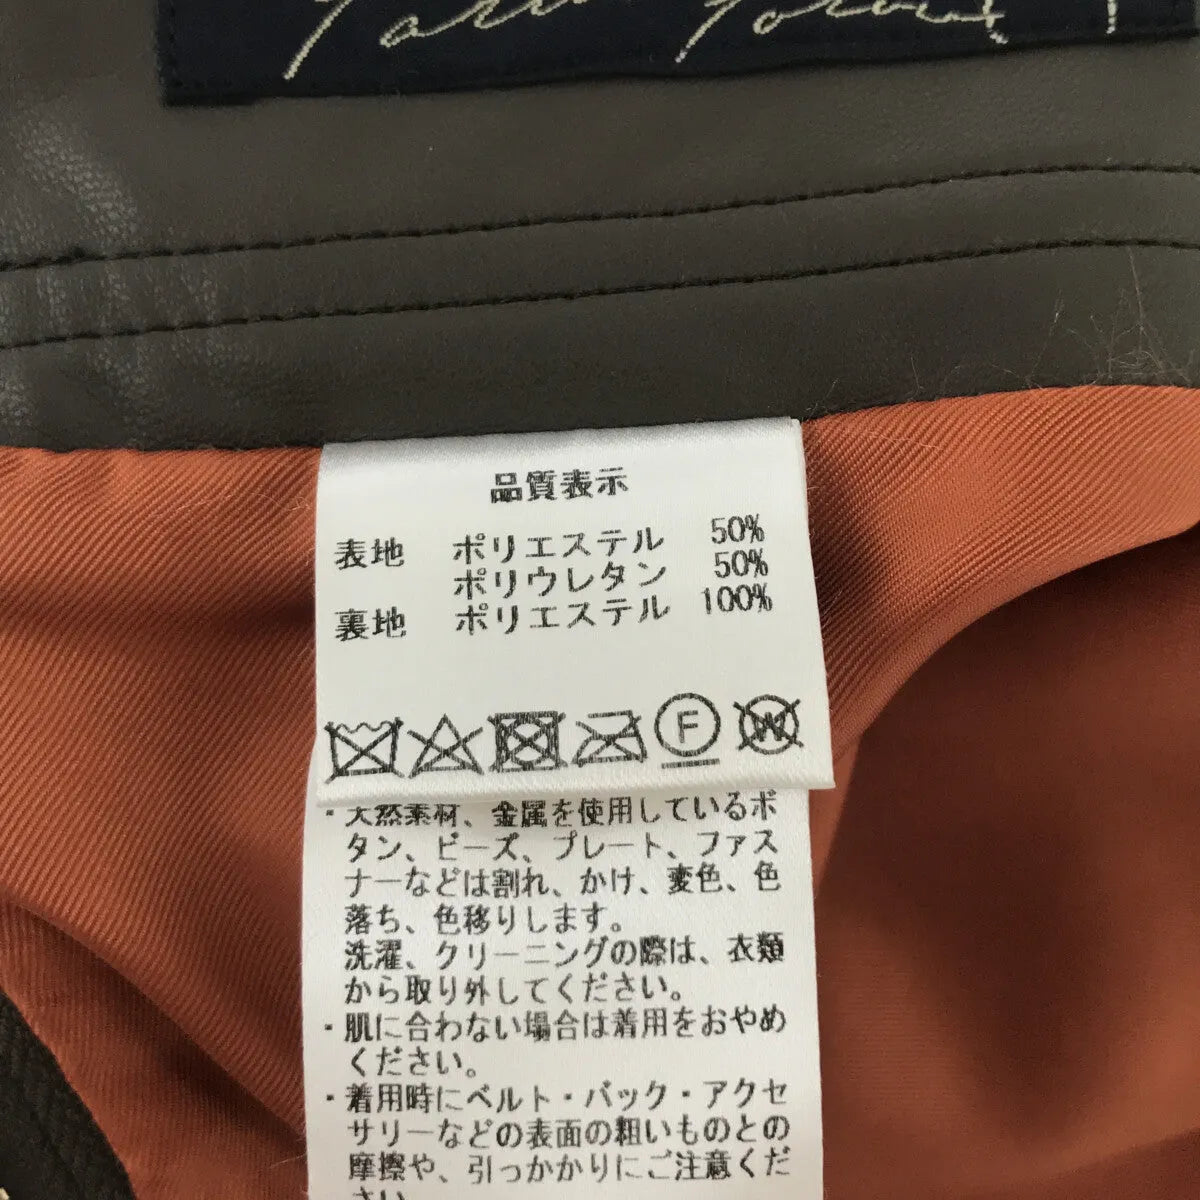 品質表示
表地 ポリエステル 50%
ポリウレタン 50%
裏地 ポリエステル 100%
F W
・天然素材、金属を使用しているボ
タン、ビーズ、プレート、ファス
ナーなどは割れ、かけ、変色、色
落ち、色移りします。
洗濯、クリーニングの際は、衣類
から取り外してください。
・肌に合わない場合は着用をおやめ
ください。
・着用時にベルト・バック・アクセ
サリーなどの表面の粗いものとの
摩擦や、引っかかりにご注意くだ
さい。